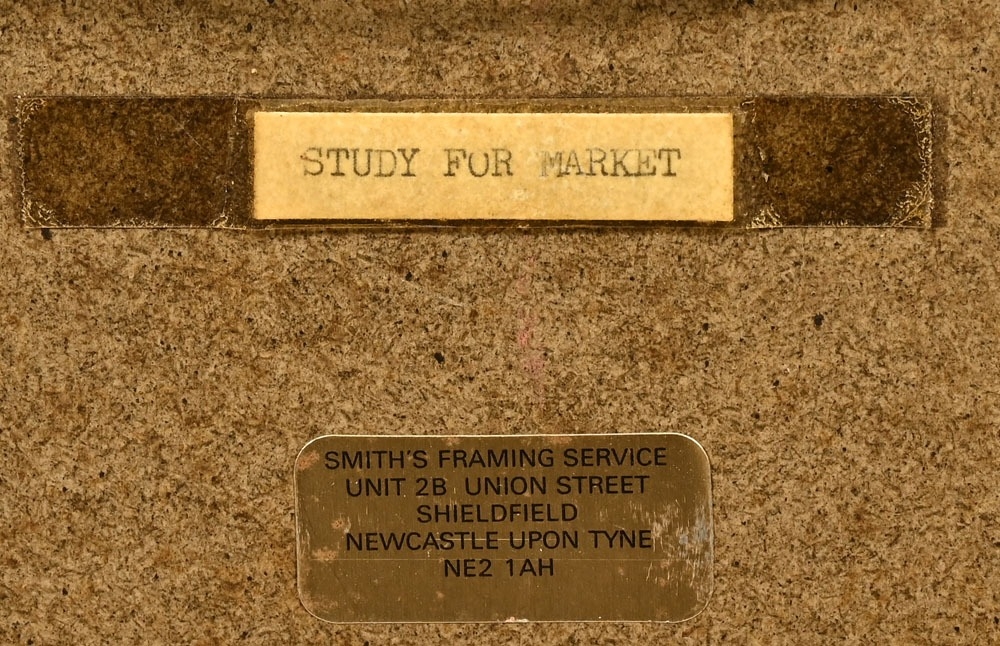 STUDY FOR MARKET
SMITH'S FRAMING SERVICE
UNIT 2B UNION STREET
SHIELDFIELD
NEWCASTLE UPON TYNE
NE2 1AH